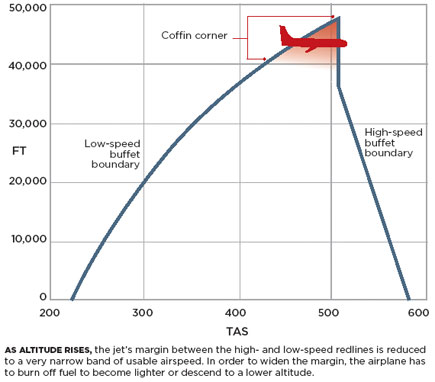 50,000
Coffin corner
40,000
30,000
FT
Low-speed
buffet
boundary
High-speed
buffet
boundary
20,000
10,000
0
200
300
400
500
600
TAS
AS ALTITUDE RISES, the jet's margin between the high- and low-speed redlines is reduced
to a very narrow band of usable airspeed. In order to widen the margin, the airplane has
to burn off fuel to become lighter or descend to a lower altitude.